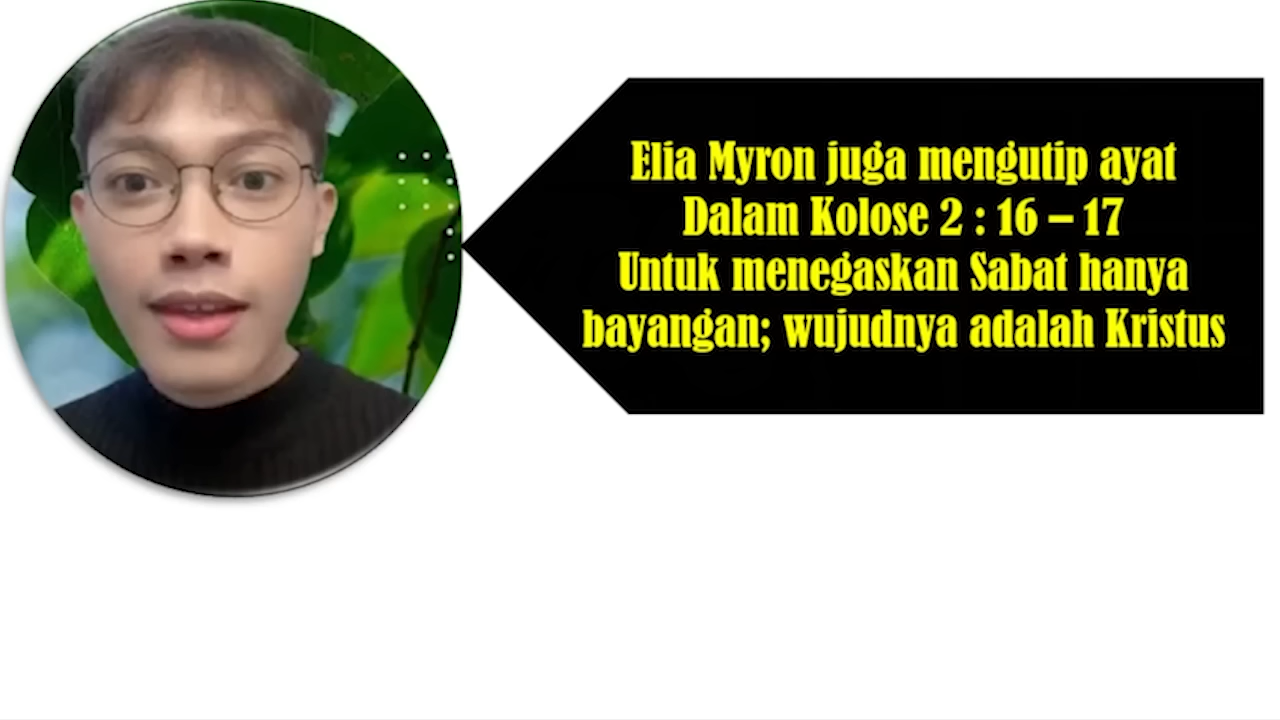 Elia Myron juga mengutip ayat
Dalam Kolose 2 : 16 – 17
Untuk menegaskan Sabat hanya
bayangan; wujudnya adalah Kristus